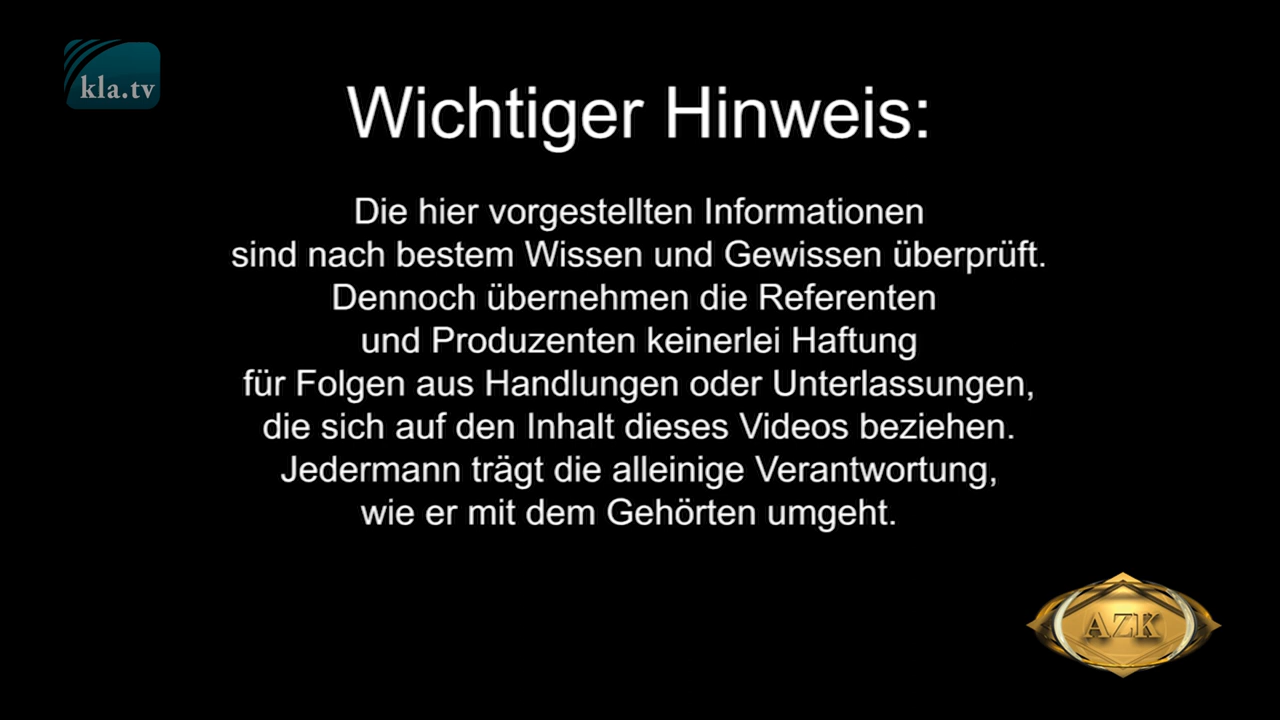 kla.tv
Wichtiger Hinweis:
Die hier vorgestellten Informationen
sind nach bestem Wissen und Gewissen überprüft.
Dennoch übernehmen die Referenten
und Produzenten keinerlei Haftung
für Folgen aus Handlungen oder Unterlassungen,
die sich auf den Inhalt dieses Videos beziehen.
Jedermann trägt die alleinige Verantwortung,
wie er mit dem Gehörten umgeht.
AZK